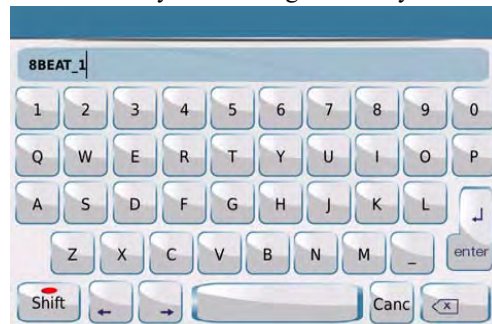 8BEAT_1
1 2 3 4 5 6 7 8 9 0
Q W E R T Y U I O P
A S D F G H J K L
Z X C V B N M _ enter
Shift ← → Canc X